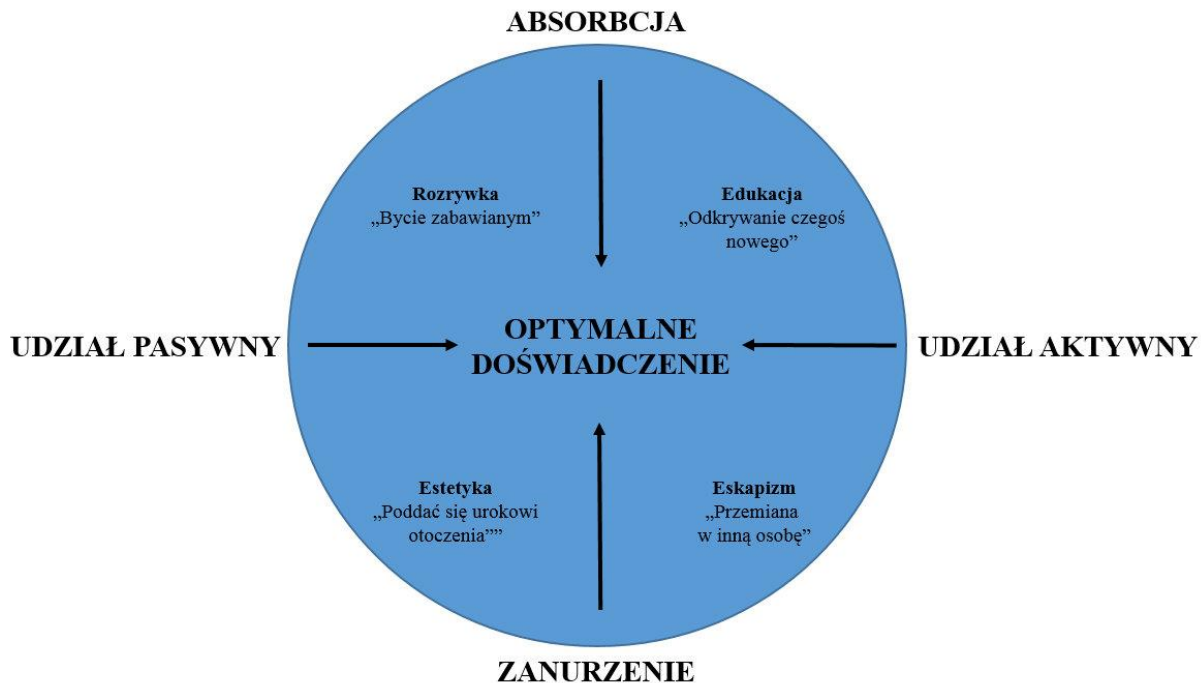 ABSORBCJA
Rozrywka
„Bycie zabawianym”
Edukacja
„Odkrywanie czegoś
nowego”
UDZIAŁ PASYWNY
OPTYMALNE
DOŚWIADCZENIE
UDZIAŁ AKTYWNY
Estetyka
„Poddać się urokowi
otoczenia””
Eskapizm
„Przemiana
w inną osobę”
ZANURZENIE